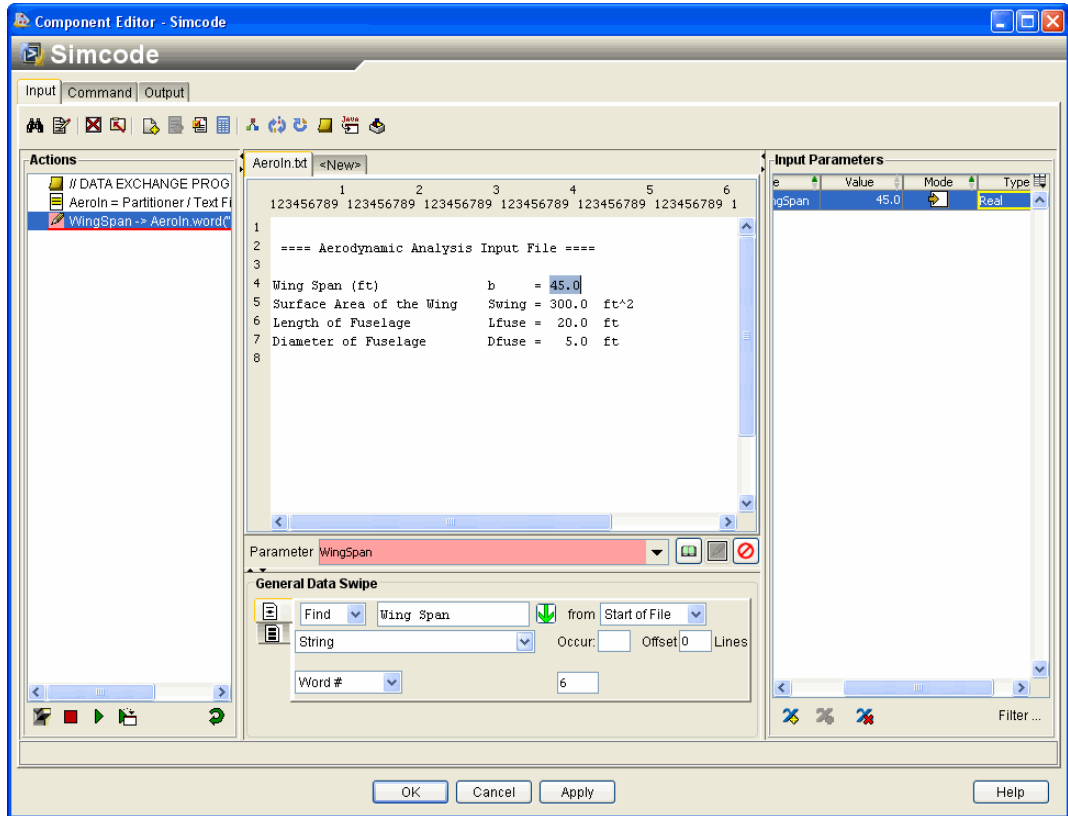 Component Editor - Simcode
Simcode
Input Command Output
Actions
// DATA EXCHANGE PROG
AeroIn = Partitioner / Text Fi
WingSpan -> AeroIn.word("
AeroIn.txt <New>
1 2 3 4 5 6
123456789 123456789 123456789 123456789 123456789 123456789 1
1
2 ==== Aerodynamic Analysis Input File ====
3
4 Wing Span (ft) b = 45.0
5 Surface Area of the Wing Swing = 300.0 ft^2
6 Length of Fuselage Lfuse = 20.0 ft
7 Diameter of Fuselage Dfuse = 5.0 ft
8
Parameter WingSpan
General Data Swipe
Find Wing Span from Start of File
String Occur: Offset 0 Lines
Word # 6
Input Parameters
e Value Mode Type
ngSpan 45.0 Real
Filter ...
OK Cancel Apply Help